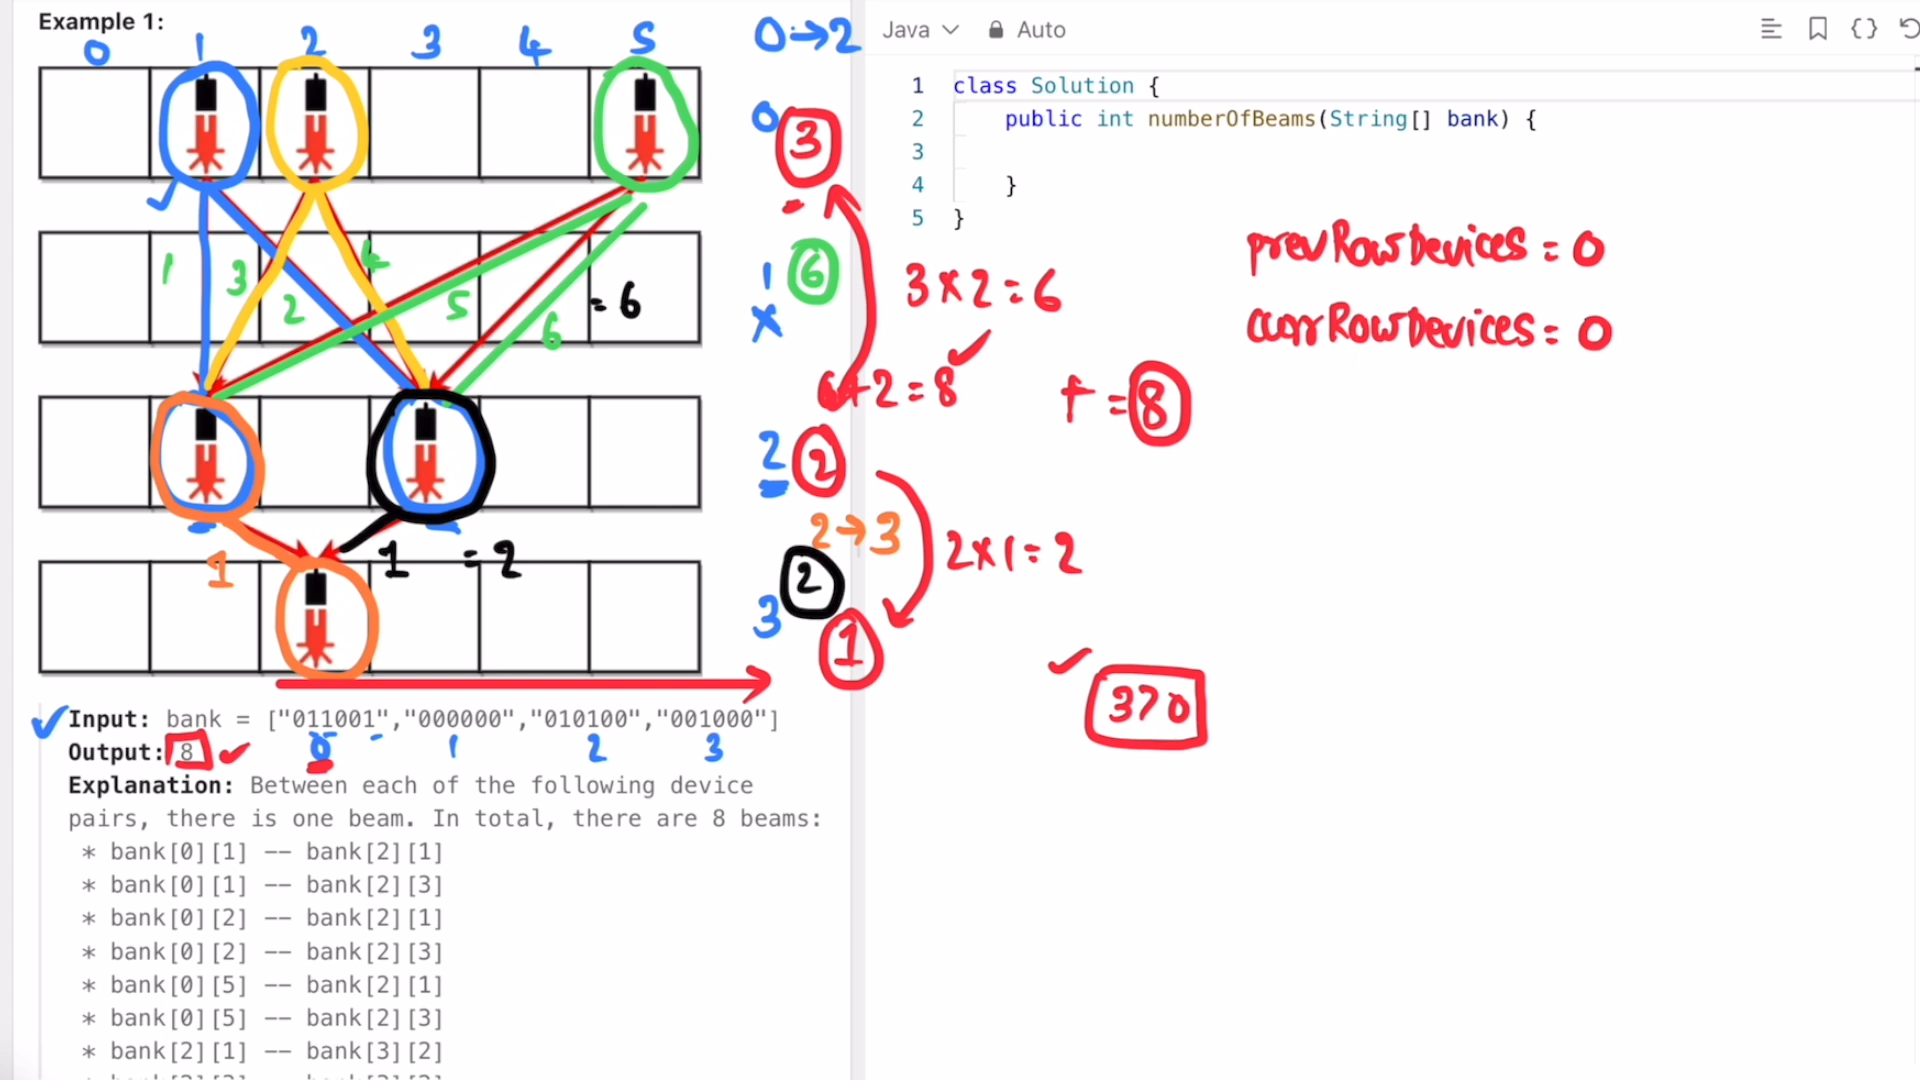 Example 1:
0 1 2 3 4 5
0→2
0 3
1 3 2 4 5 6 = 6
1 6
x
3x2=6
6+2=8
2 2
2→3
1 1 =2
2
2x1=2
3
1
Input: bank = ["011001","000000","010100","001000"]
Output: 8
0 1 2 3
Explanation: Between each of the following device
pairs, there is one beam. In total, there are 8 beams:
* bank[0][1] -- bank[2][1]
* bank[0][1] -- bank[2][3]
* bank[0][2] -- bank[2][1]
* bank[0][2] -- bank[2][3]
* bank[0][5] -- bank[2][1]
* bank[0][5] -- bank[2][3]
* bank[2][1] -- bank[3][2]
Java Auto
1 class Solution {
2 public int numberOfBeams(String[] bank) {
3
4 }
5 }
prevRowDevices = 0
currRowDevices = 0
+ = 8
370